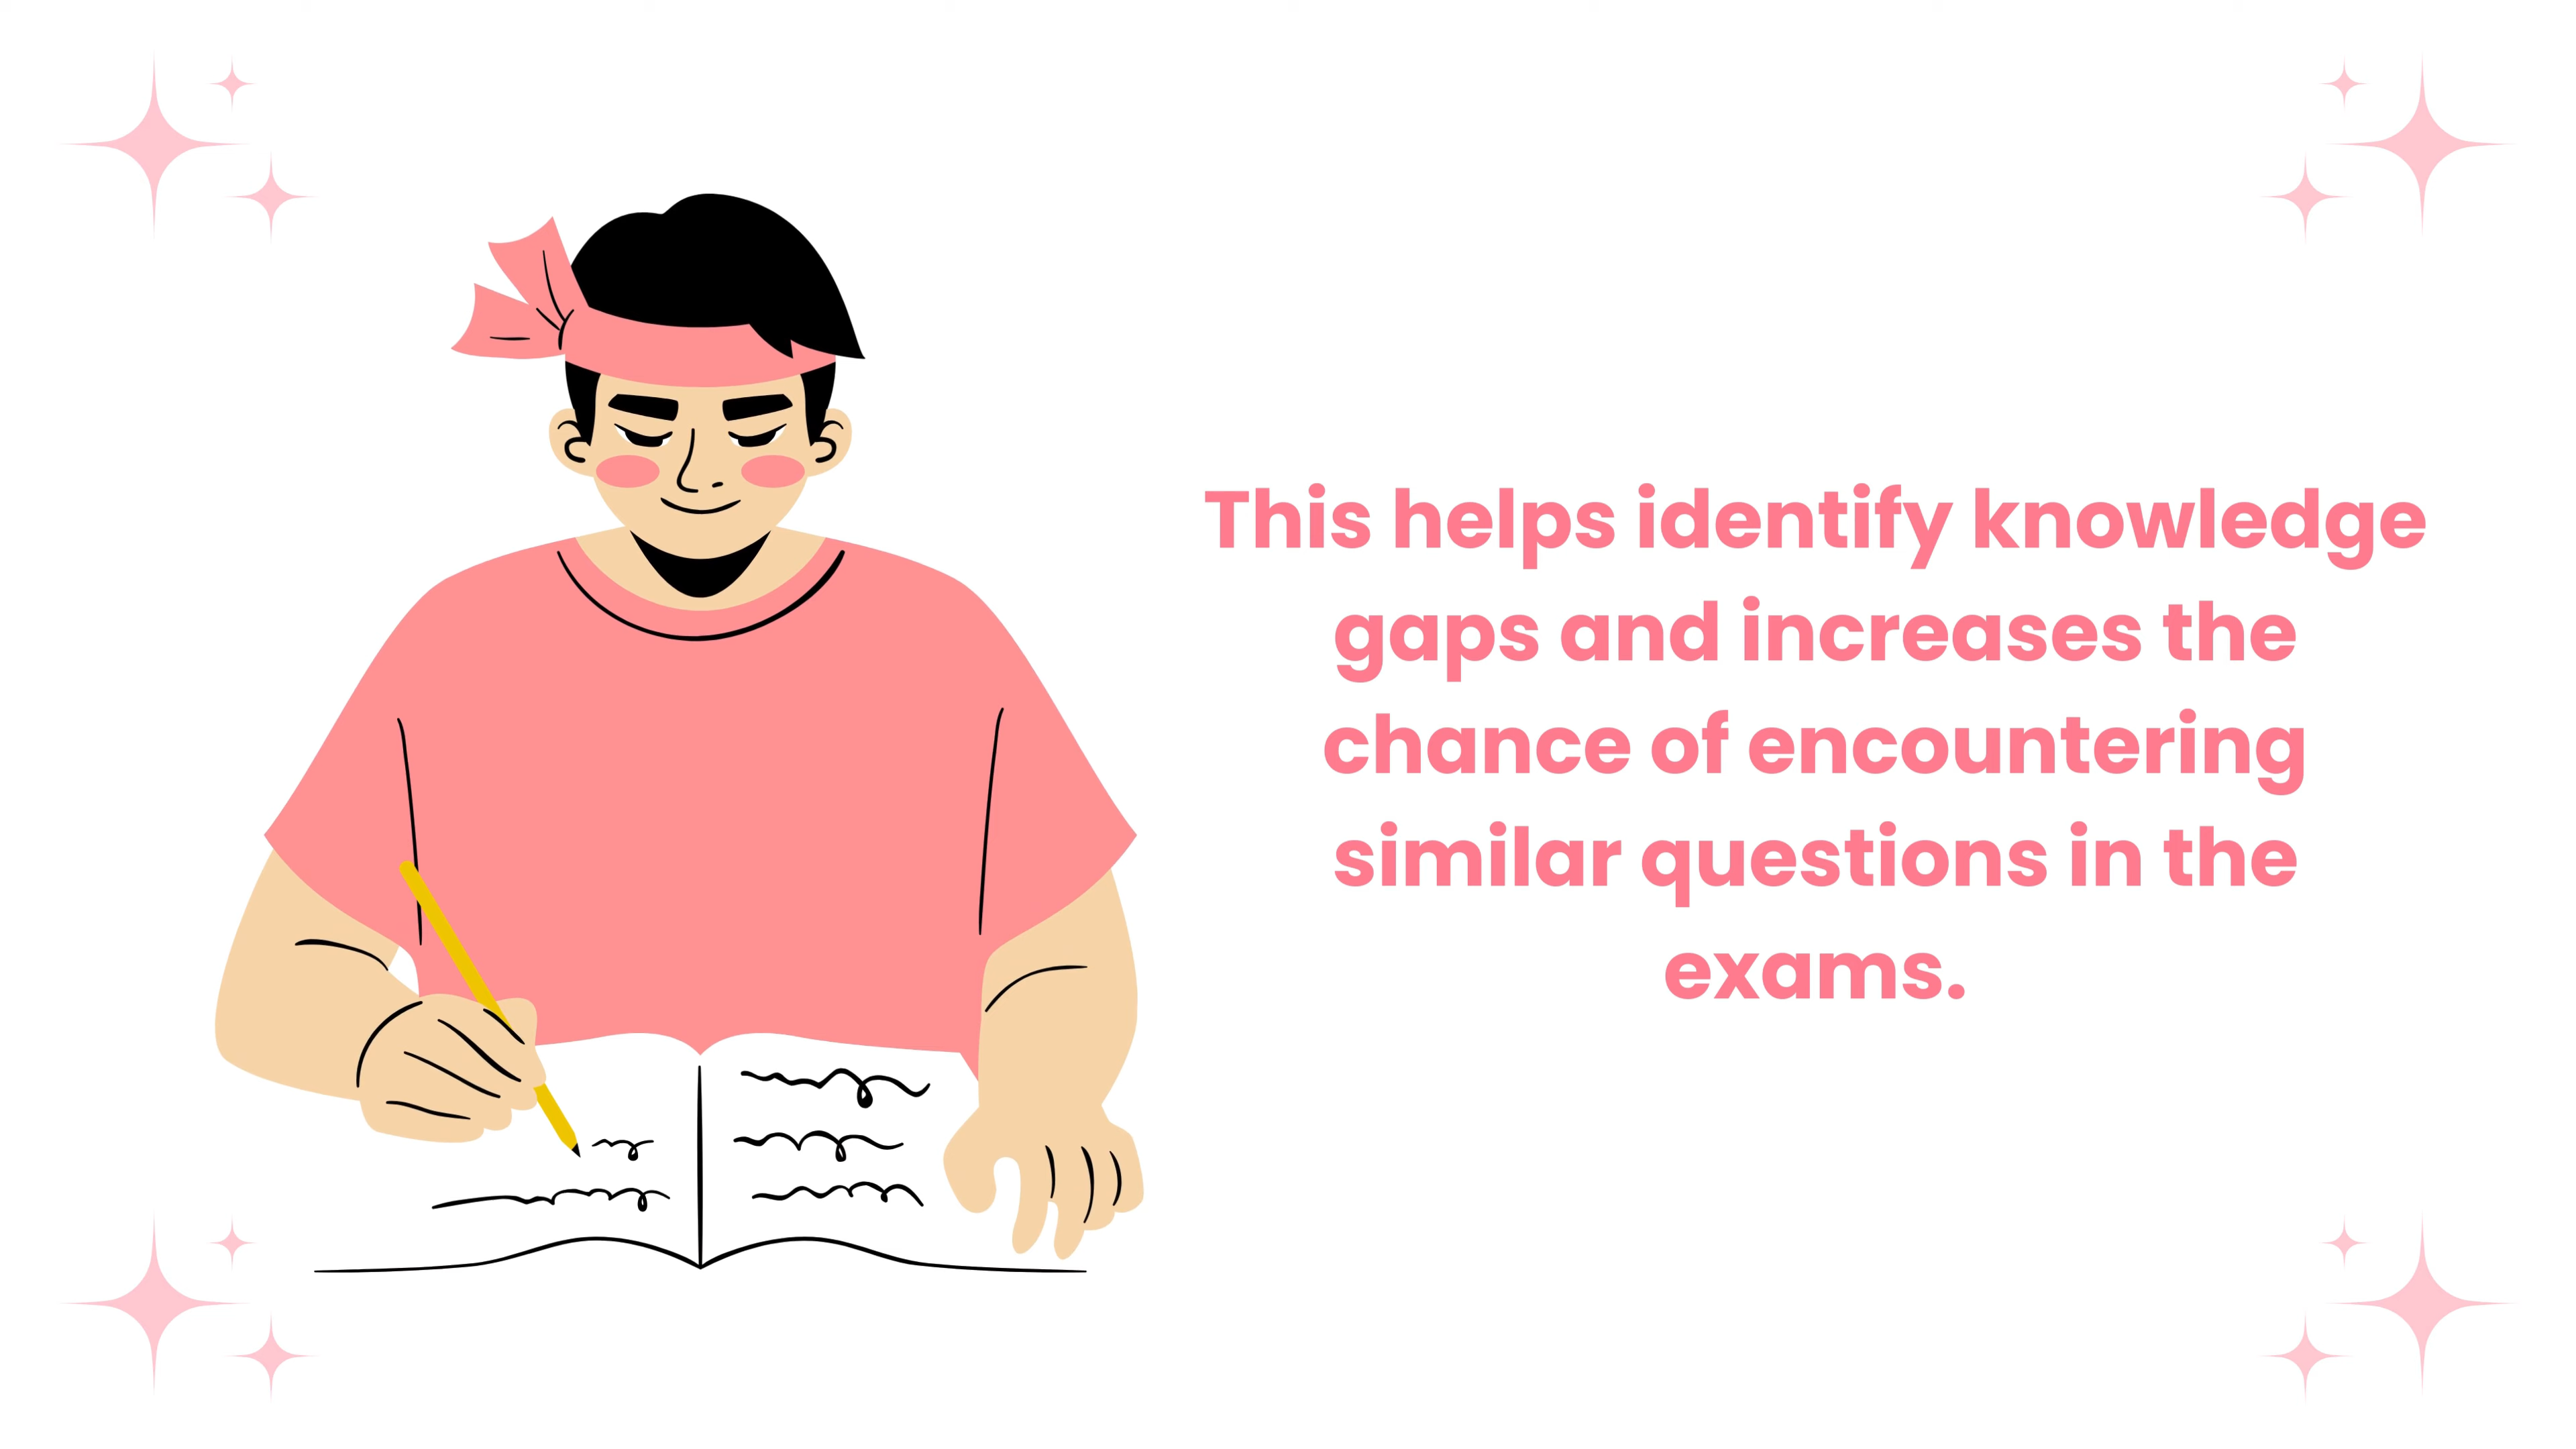 This helps identify knowledge
gaps and increases the
chance of encountering
similar questions in the
exams.